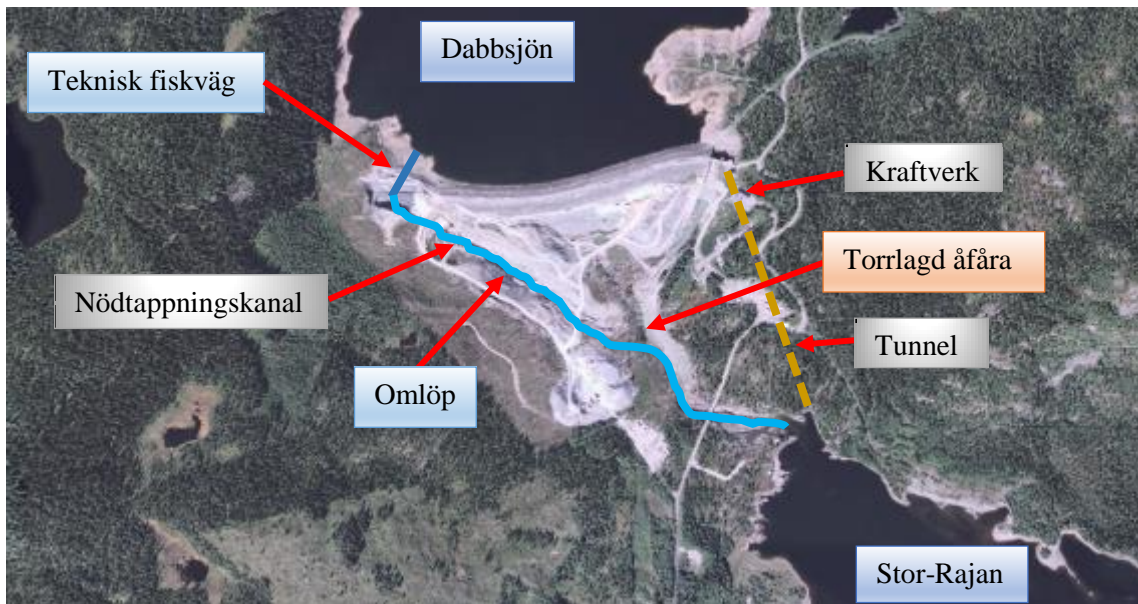 Dabbsjön
Teknisk fiskväg
Kraftverk
Torrlagd åfåra
Nödtappningskanal
Tunnel
Omlöp
Stor-Rajan